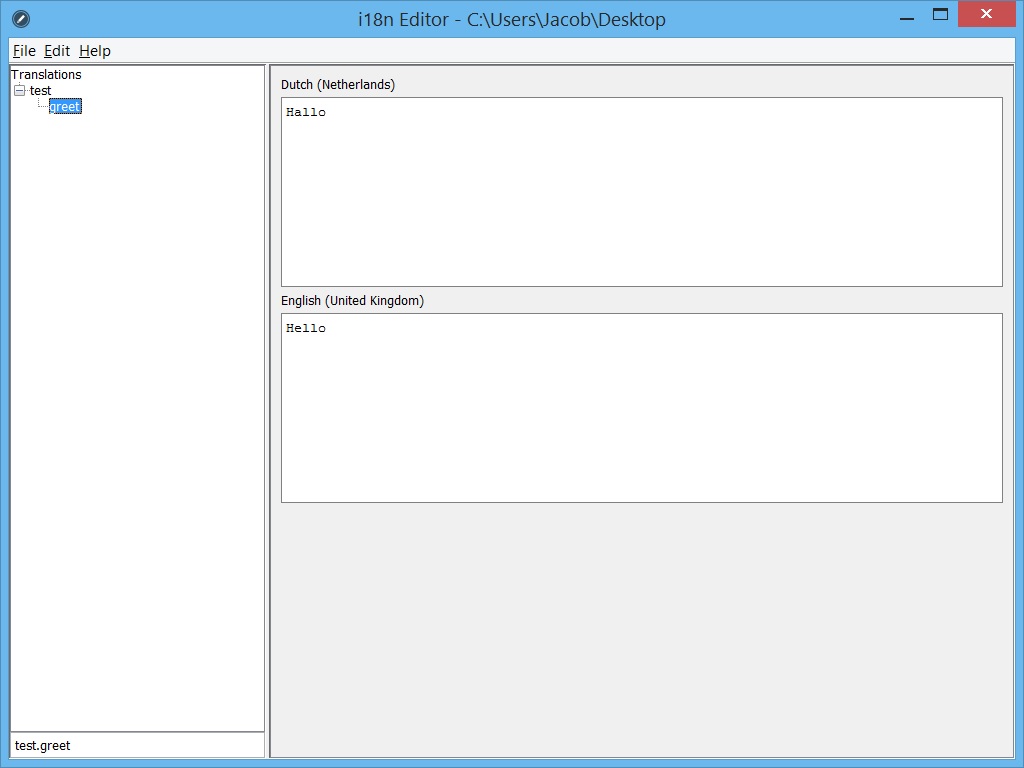 i18n Editor - C:\Users\Jacob\Desktop
File Edit Help
Translations
test
greet
test.greet
Dutch (Netherlands)
Hallo
English (United Kingdom)
Hello